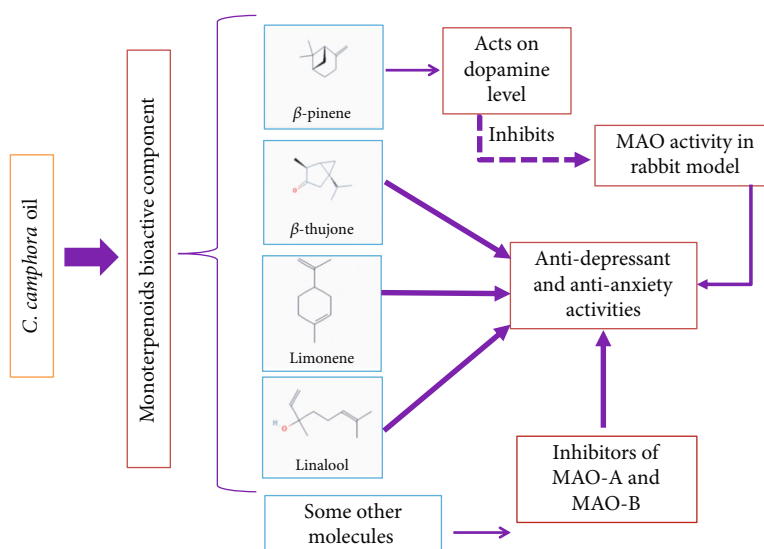 C. camphora oil
Monoterpenoids bioactive component
β-pinene
Acts on
dopamine
level
Inhibits
MAO activity in
rabbit model
O
β-thujone
Anti-depressant
and anti-anxiety
activities
Limonene
H
O
Linalool
Inhibitors of
MAO-A and
MAO-B
Some other
molecules